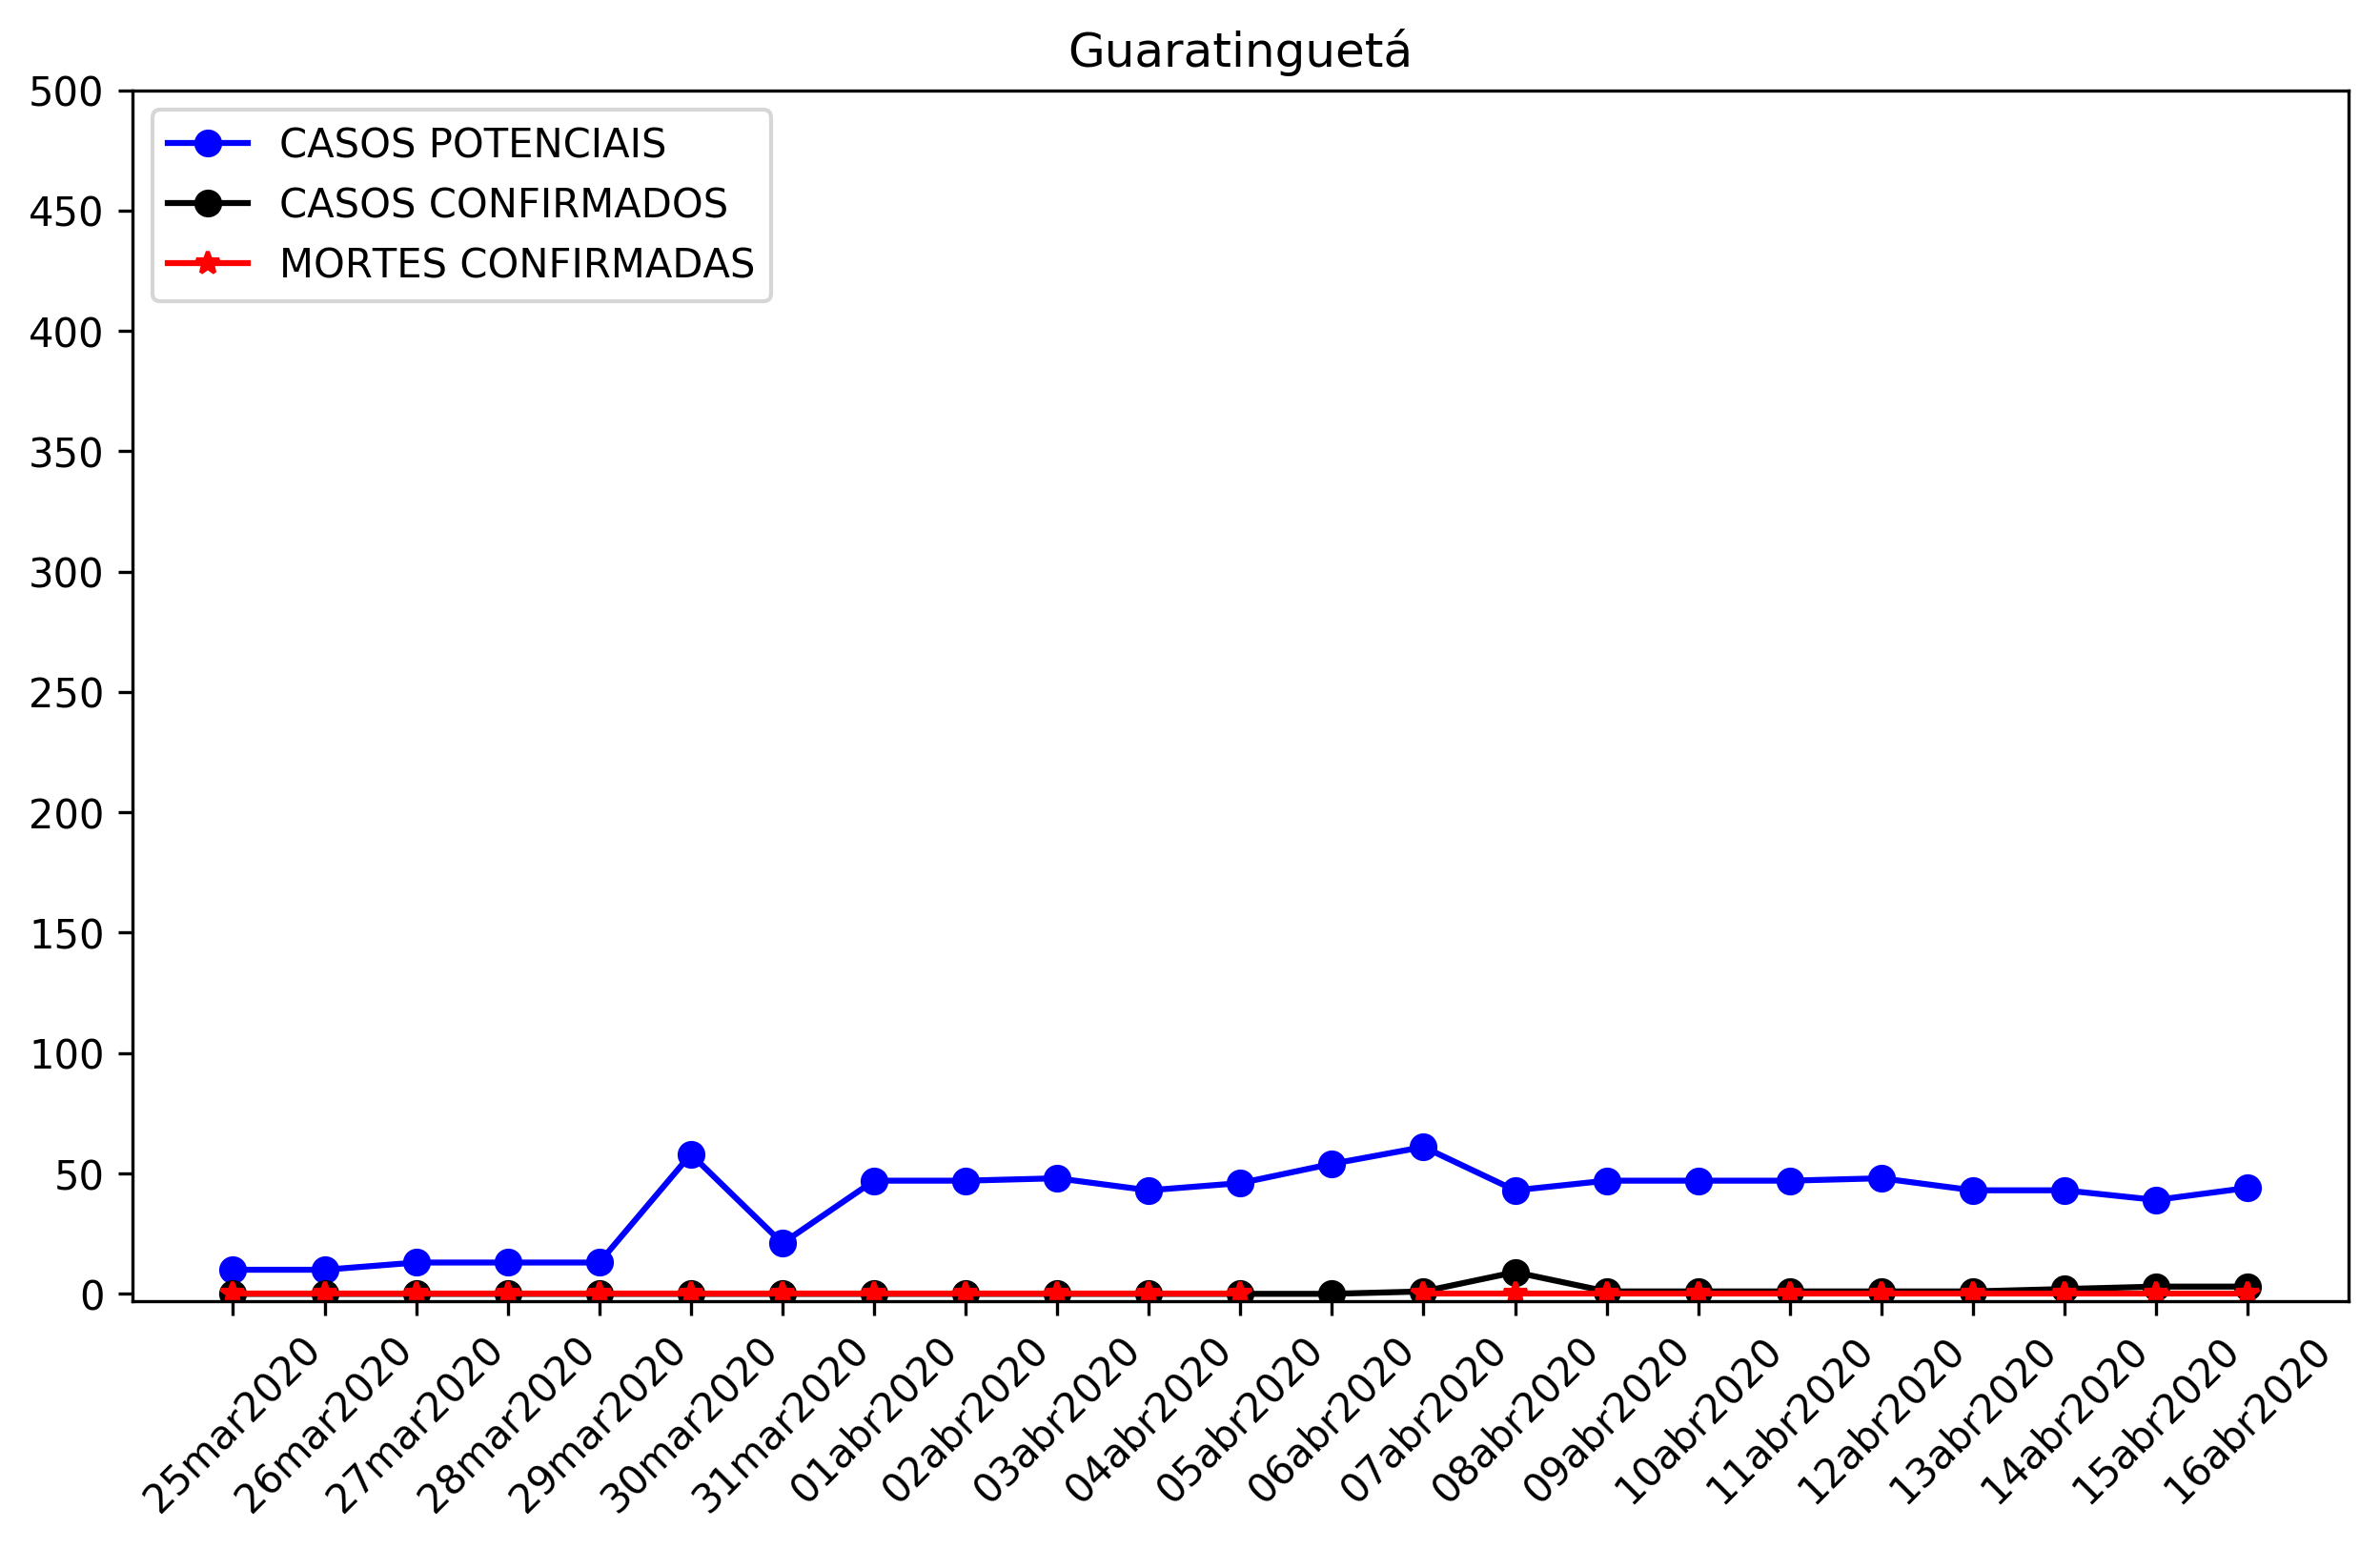 Guaratinguetá
500
450
400
350
300
250
200
150
100
50
0
CASOS POTENCIAIS
CASOS CONFIRMADOS
MORTES CONFIRMADAS
25mar2020
26mar2020
27mar2020
28mar2020
29mar2020
30mar2020
31mar2020
01abr2020
02abr2020
03abr2020
04abr2020
05abr2020
06abr2020
07abr2020
08abr2020
09abr2020
10abr2020
11abr2020
12abr2020
13abr2020
14abr2020
15abr2020
16abr2020